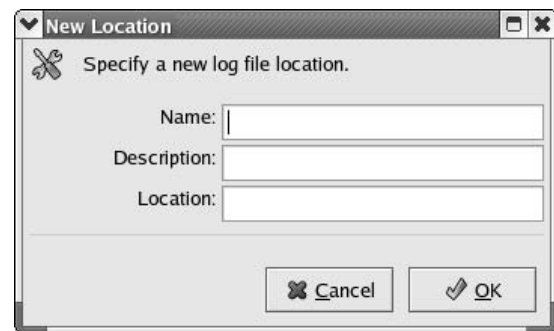 New Location
Specify a new log file location.
Name:
Description:
Location:
Cancel
OK